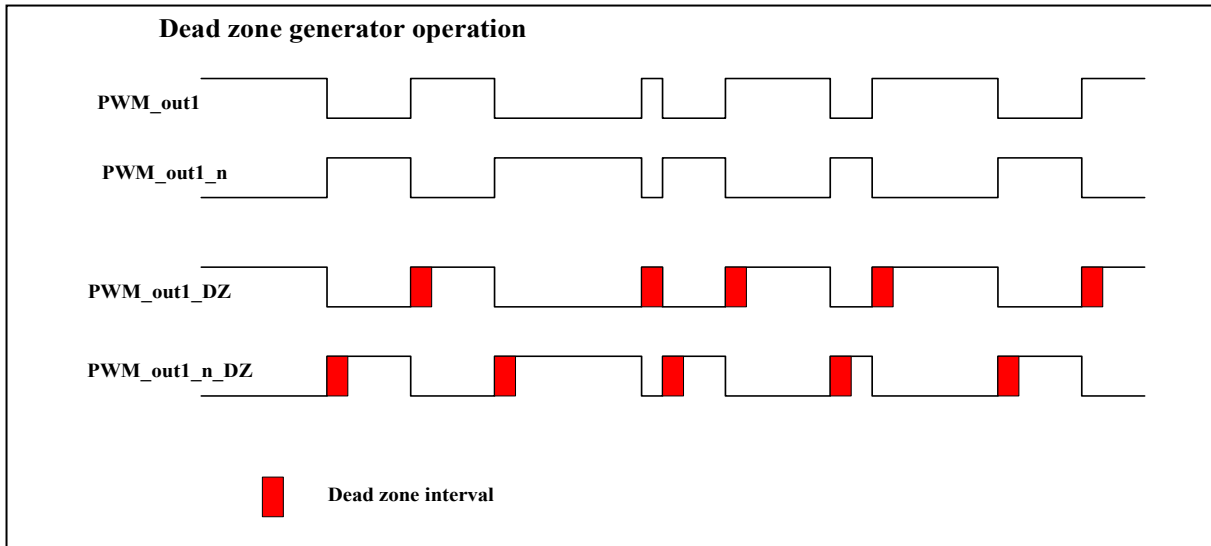 Dead zone generator operation
PWM_out1
PWM_out1_n
PWM_out1_DZ
PWM_out1_n_DZ
Dead zone interval